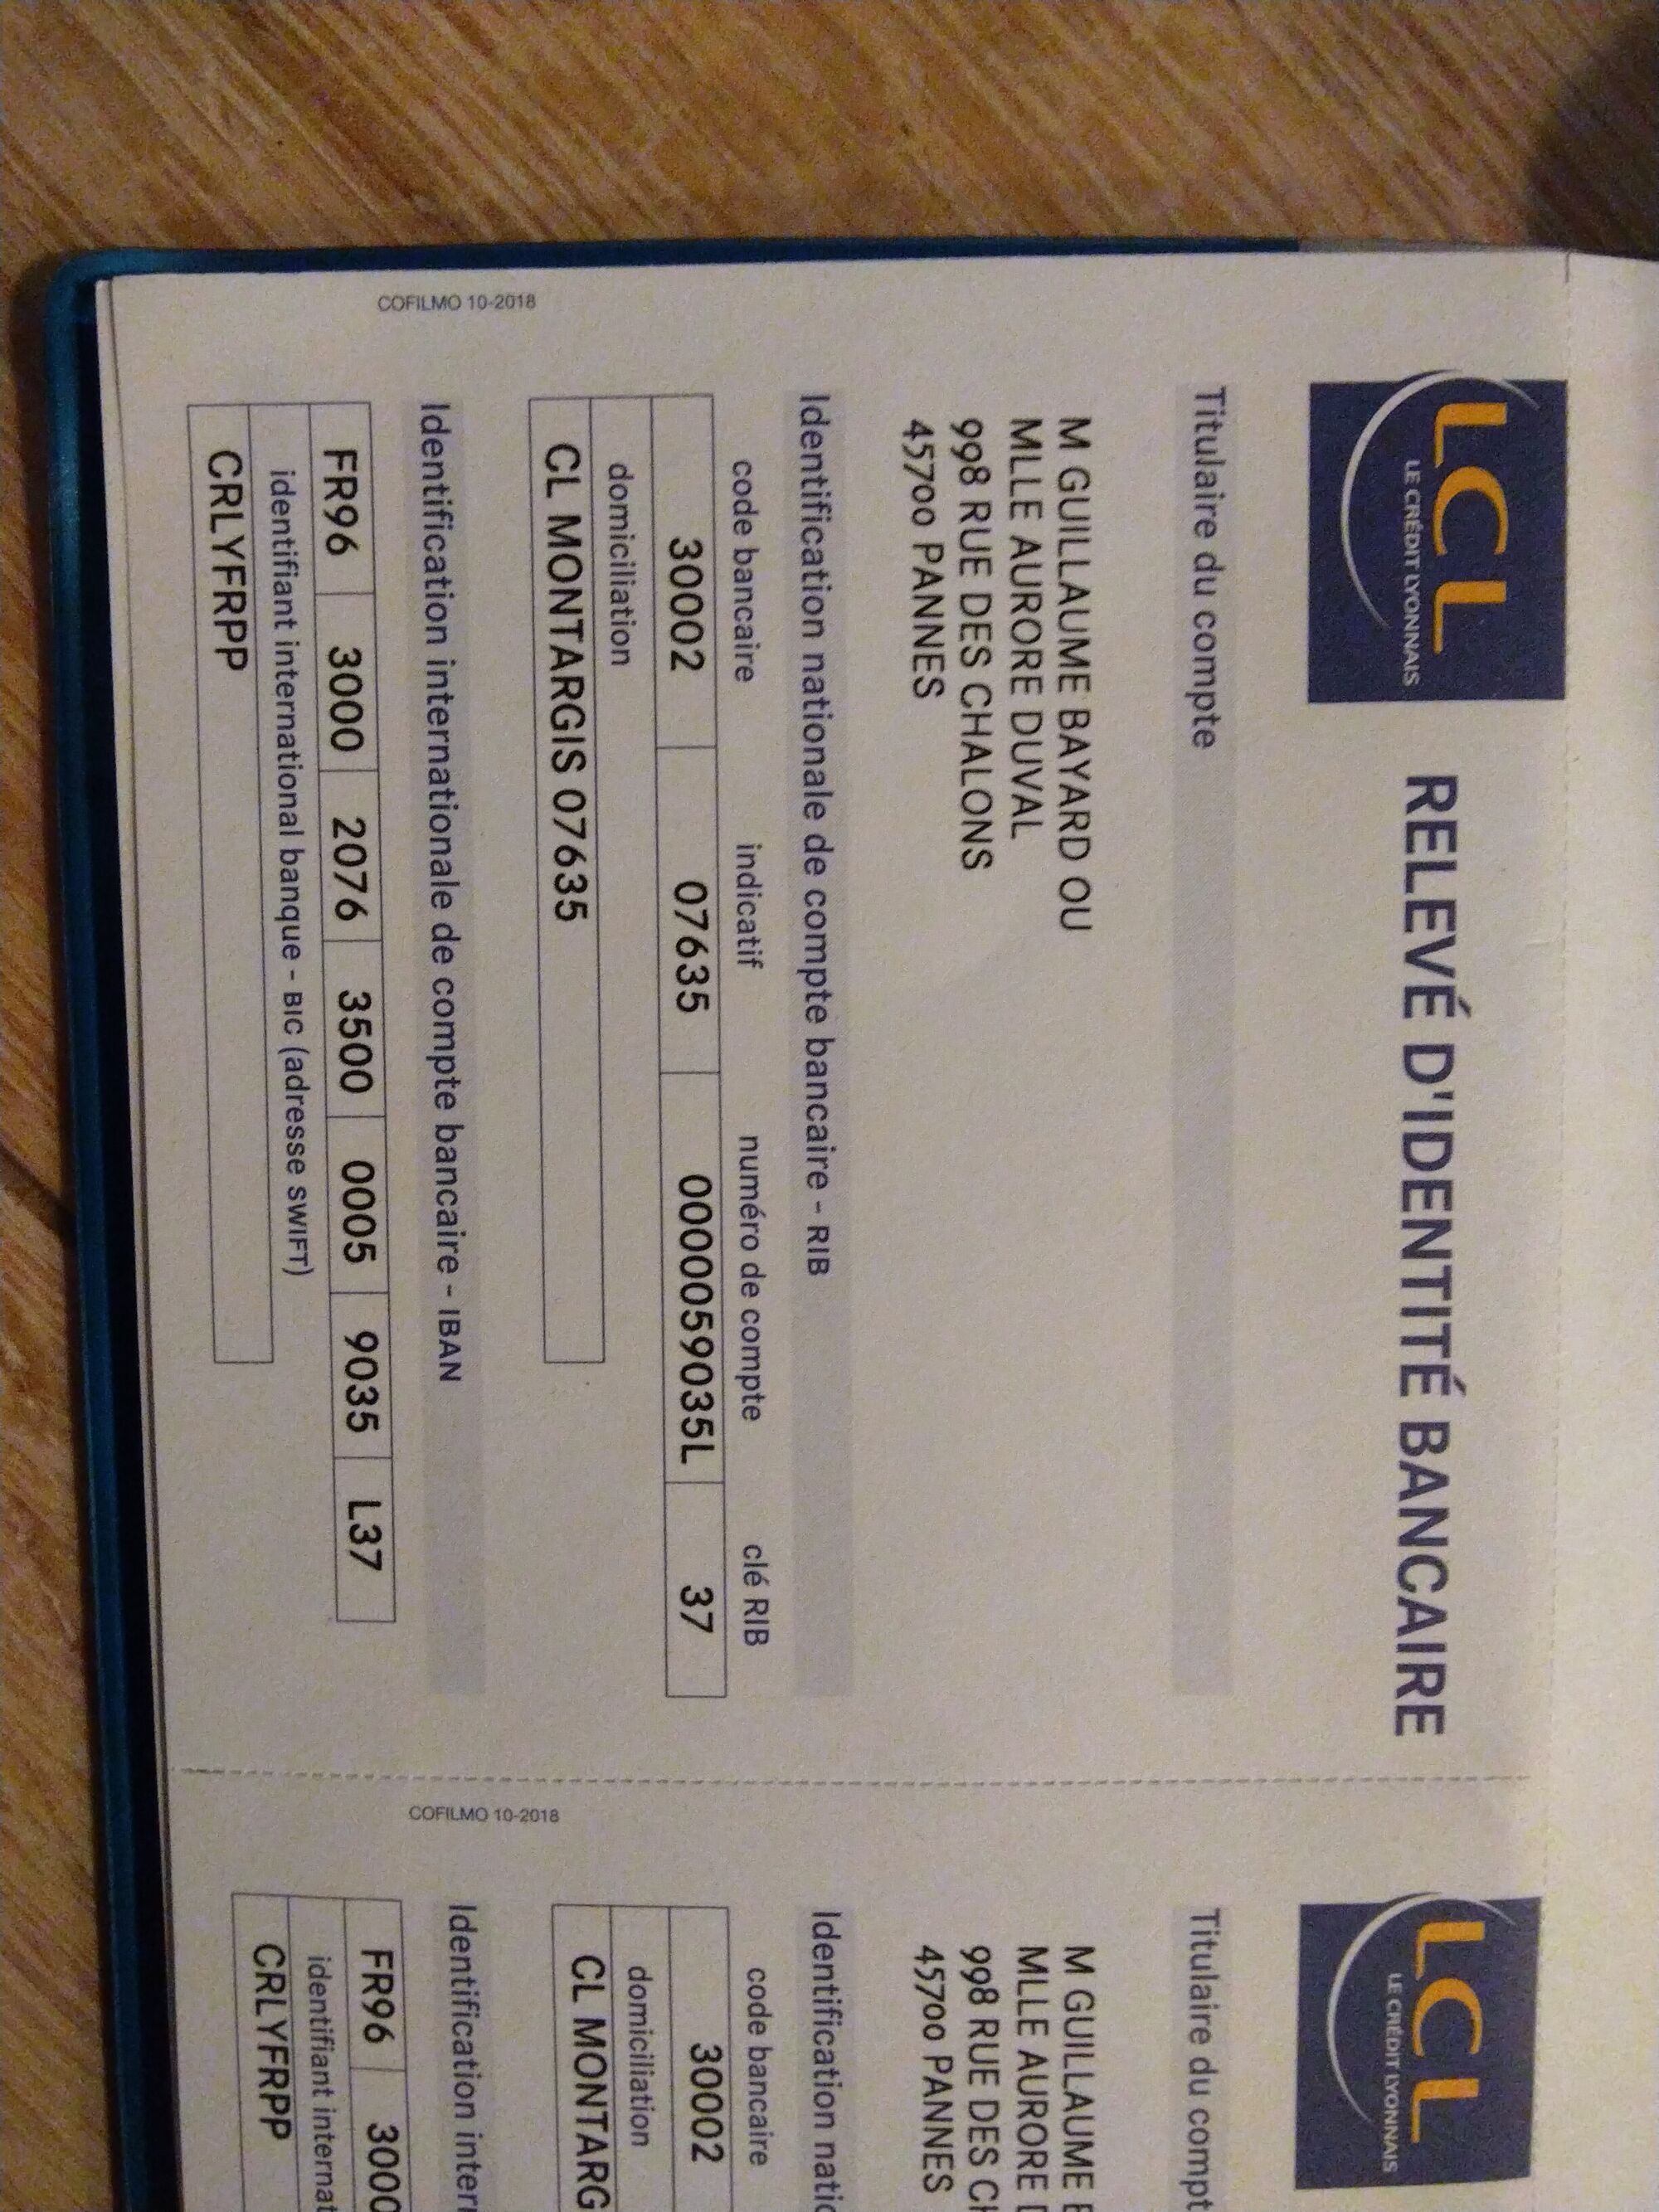 LCL
LE CRÉDIT LYONNAIS
RELEVÉ D'IDENTITÉ BANCAIRE
Titulaire du compte
M GUILLAUME BAYARD OU
MLLE AURORE DUVAL
998 RUE DES CHALONS
45700 PANNES
Identification nationale de compte bancaire - RIB
code bancaire indicatif numéro de compte clé RIB
30002 07635 0000059035L 37
domiciliation
CL MONTARGIS 07635
Identification internationale de compte bancaire - IBAN
FR96 3000 2076 3500 0005 9035 L37
identifiant international banque - BIC (adresse SWIFT)
CRLYFRPP
COFILMO 10-2018
LCL
LE CRÉDIT LYONNAIS
Titulaire du compt
M GUILLAUME B
MLLE AURORE D
998 RUE DES CH
45700 PANNES
Identification natio
code bancaire
30002
domiciliation
CL MONTARG
Identification inter
FR96 3000
identifiant internat
CRLYFRPP
COFILMO 10-2018